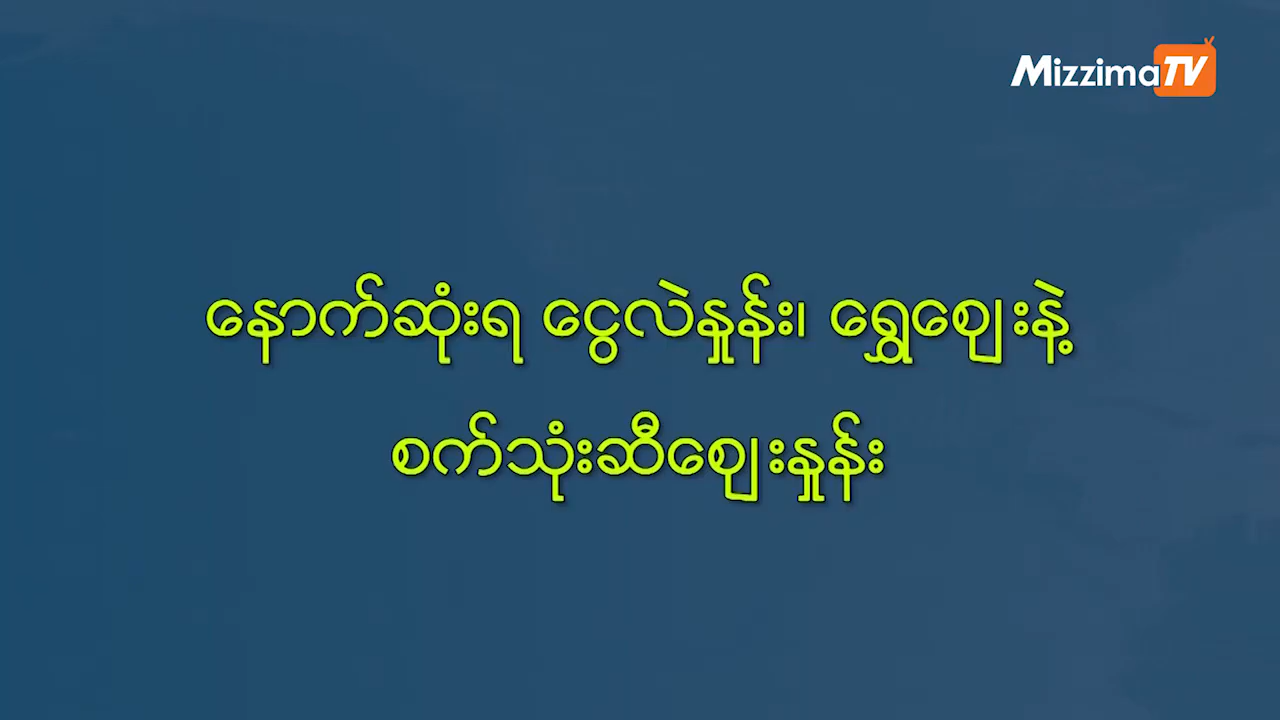 MizzimaTV
နောက်ဆုံးရ ငွေလဲနှုန်း၊ ရွှေဈေးနဲ့
စက်သုံးဆီဈေးနှုန်း